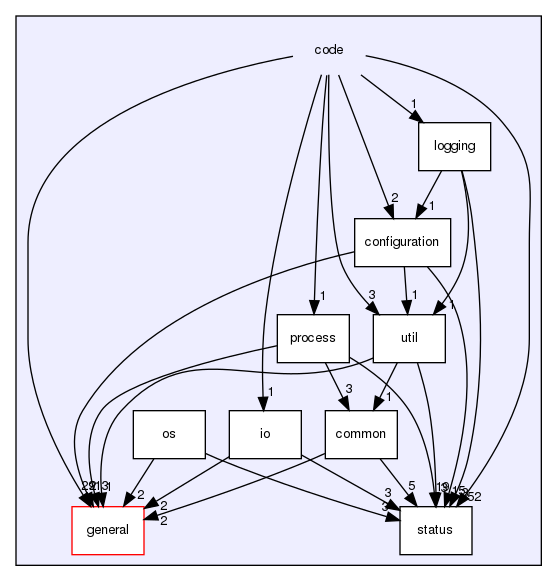 code
1
logging
2
1
configuration
1
3
1
1
process
util
1
3
1
os
io
common
2
2
2
3
3
5
general
status